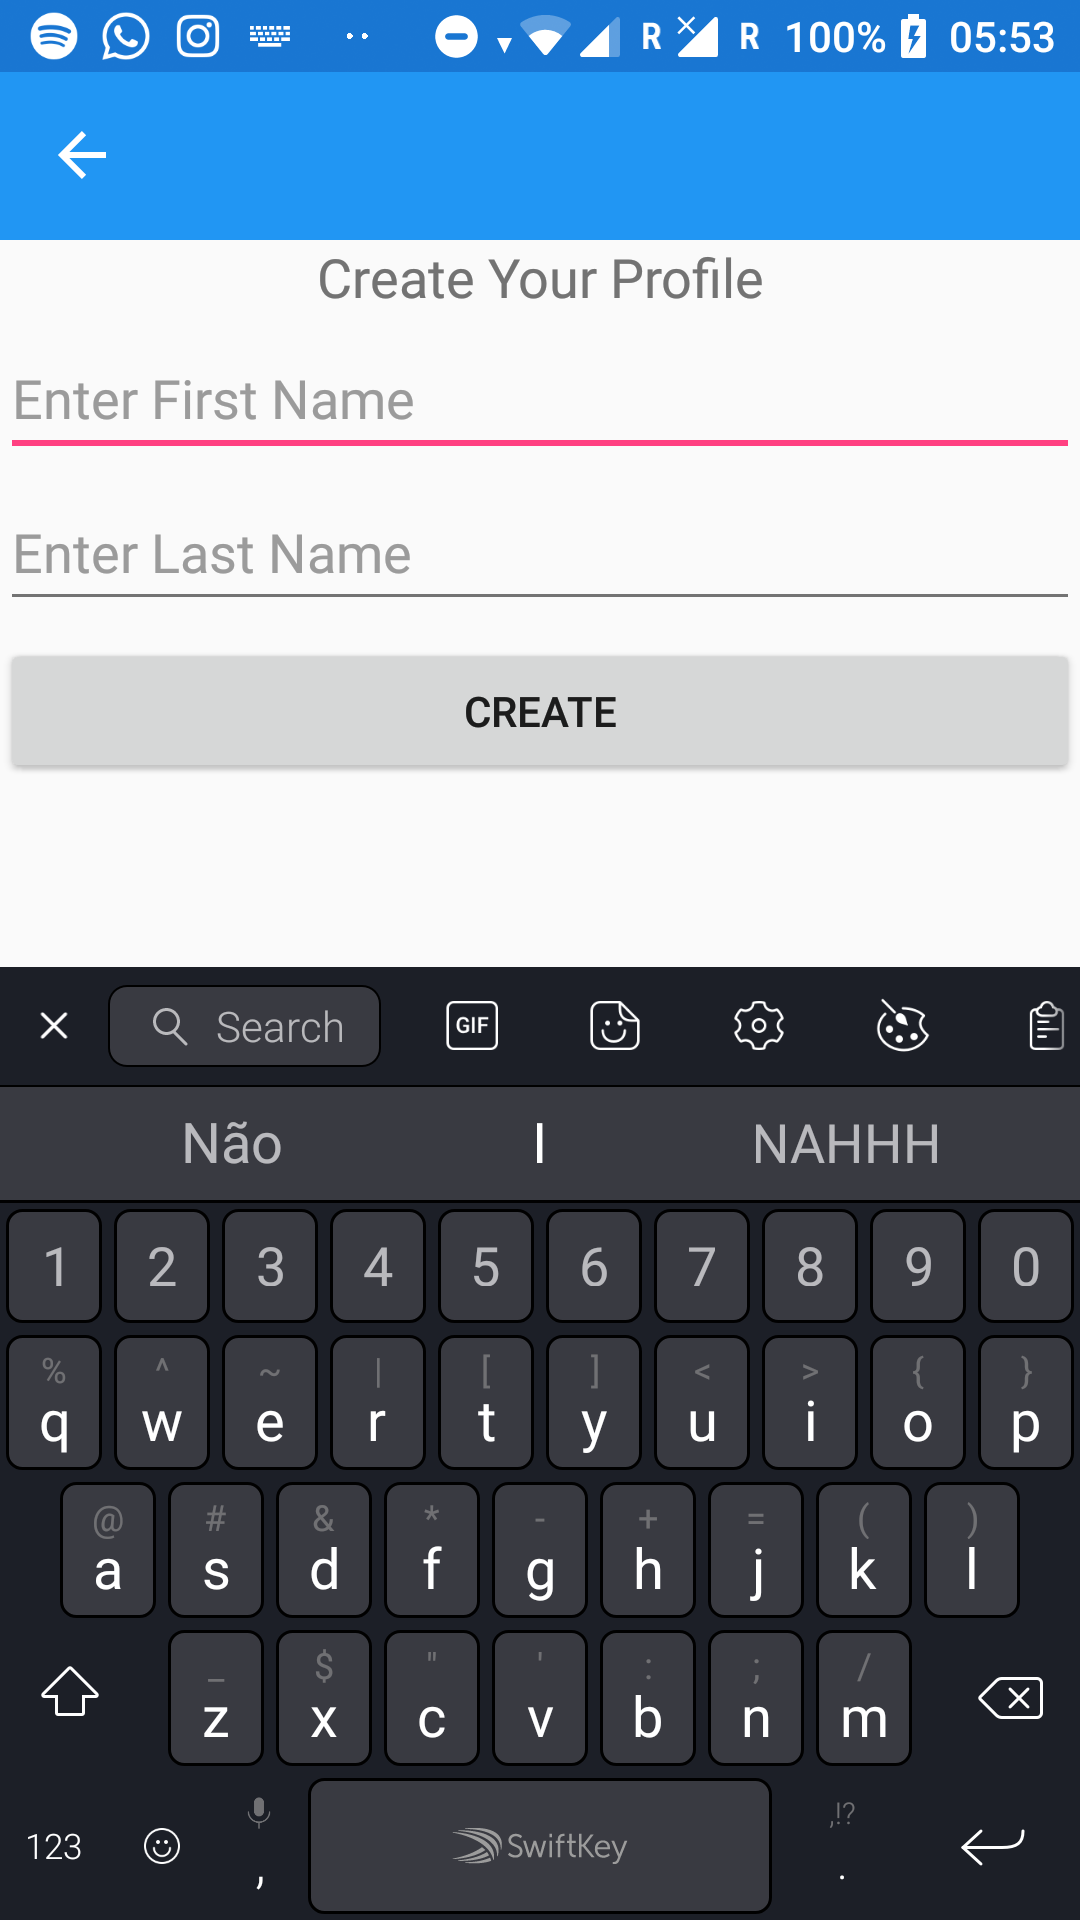 R R 100% 05:53
Create Your Profile
Enter First Name
Enter Last Name
CREATE
Search GIF
Não I NAHHH
1 2 3 4 5 6 7 8 9 0
% ^ ~ | [ ] < > { }
q w e r t y u i o p
@ # & * - + = ( )
a s d f g h j k l
_ $ " ' : ; /
z x c v b n m
,!?
123 , SwiftKey .